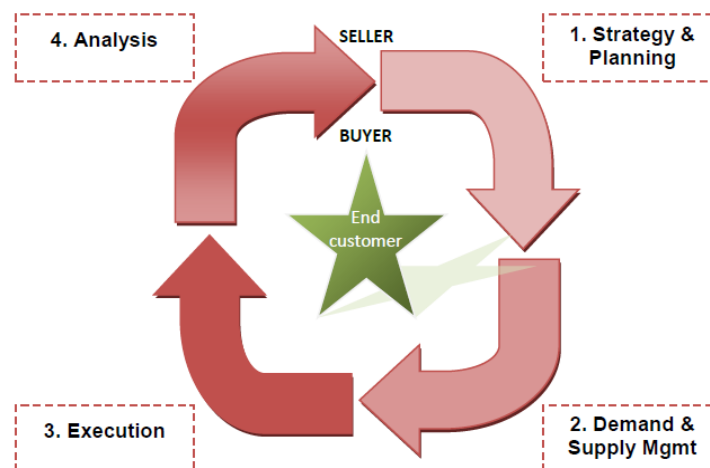 4. Analysis
SELLER
1. Strategy &
Planning
BUYER
End
customer
3. Execution
2. Demand &
Supply Mgmt